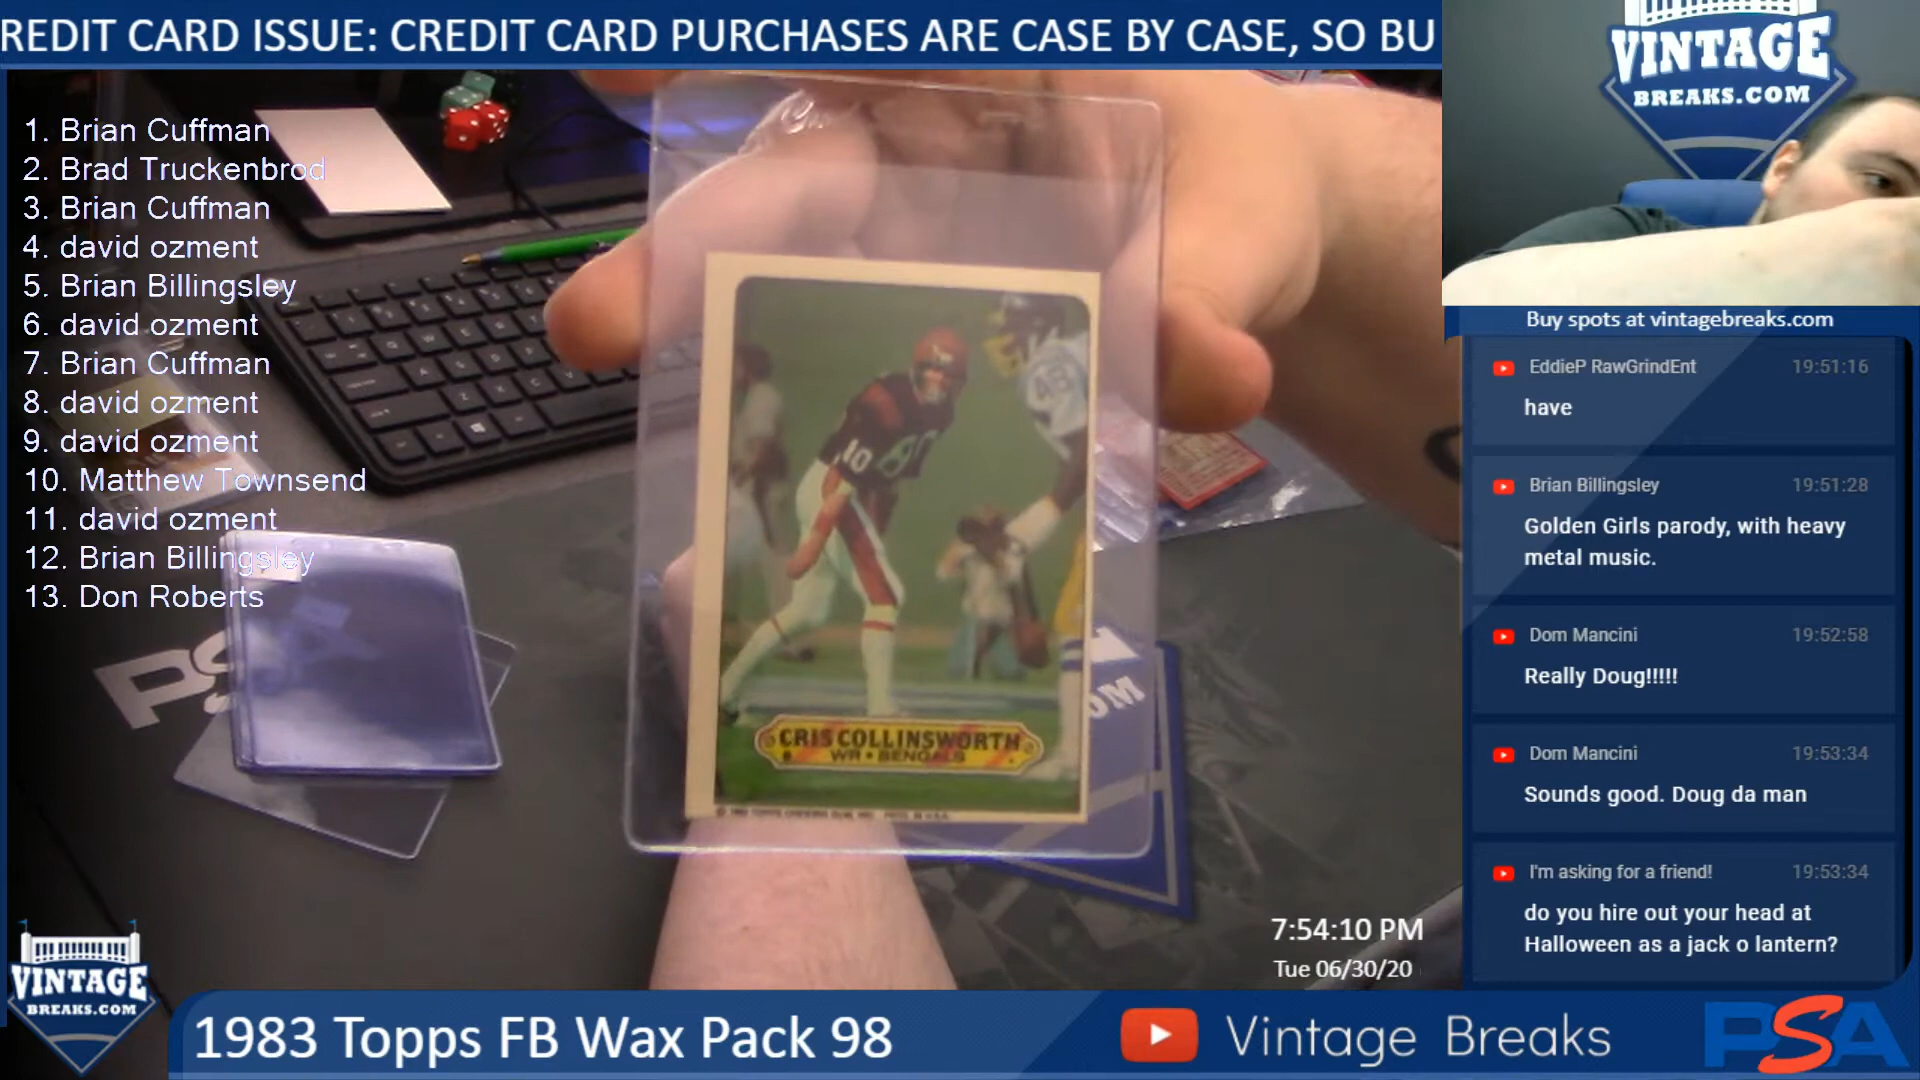 REDIT CARD ISSUE: CREDIT CARD PURCHASES ARE CASE BY CASE, SO BU
VINTAGE
BREAKS.COM
1. Brian Cuffman
2. Brad Truckenbrod
3. Brian Cuffman
4. david ozment
5. Brian Billingsley
6. david ozment
7. Brian Cuffman
8. david ozment
9. david ozment
10. Matthew Townsend
11. david ozment
12. Brian Billingsley
13. Don Roberts
PSA
10 80
48
CRIS COLLINSWORTH
WR • BENGALS
OM
Buy spots at vintagebreaks.com
EddieP RawGrindEnt 19:51:16
have
Brian Billingsley 19:51:28
Golden Girls parody, with heavy
metal music.
Dom Mancini 19:52:58
Really Doug!!!!!
Dom Mancini 19:53:34
Sounds good. Doug da man
I'm asking for a friend! 19:53:34
do you hire out your head at
Halloween as a jack o lantern?
7:54:10 PM
Tue 06/30/20
VINTAGE
BREAKS.COM
1983 Topps FB Wax Pack 98
Vintage Breaks
PSA